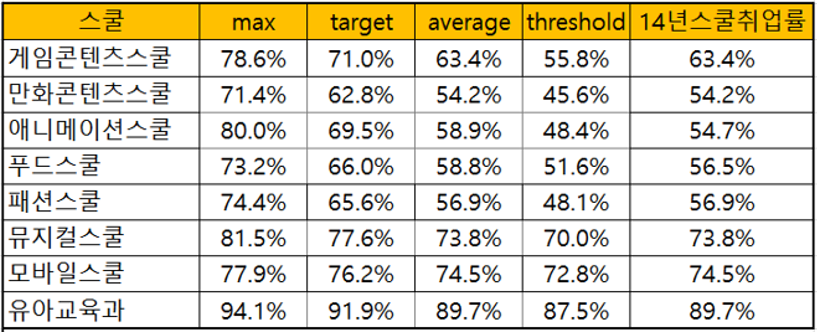 스쿨 max target average threshold 14년스쿨취업률
게임콘텐츠스쿨 78.6% 71.0% 63.4% 55.8% 63.4%
만화콘텐츠스쿨 71.4% 62.8% 54.2% 45.6% 54.2%
애니메이션스쿨 80.0% 69.5% 58.9% 48.4% 54.7%
푸드스쿨 73.2% 66.0% 58.8% 51.6% 56.5%
패션스쿨 74.4% 65.6% 56.9% 48.1% 56.9%
뮤지컬스쿨 81.5% 77.6% 73.8% 70.0% 73.8%
모바일스쿨 77.9% 76.2% 74.5% 72.8% 74.5%
유아교육과 94.1% 91.9% 89.7% 87.5% 89.7%